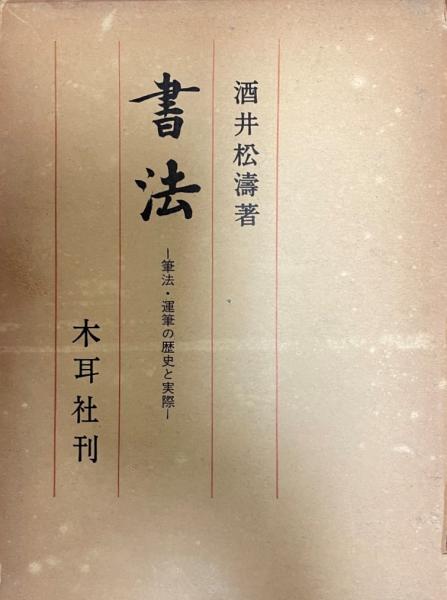 酒井松濤著
書法
―筆法・運筆の歴史と実際―
木耳社刊